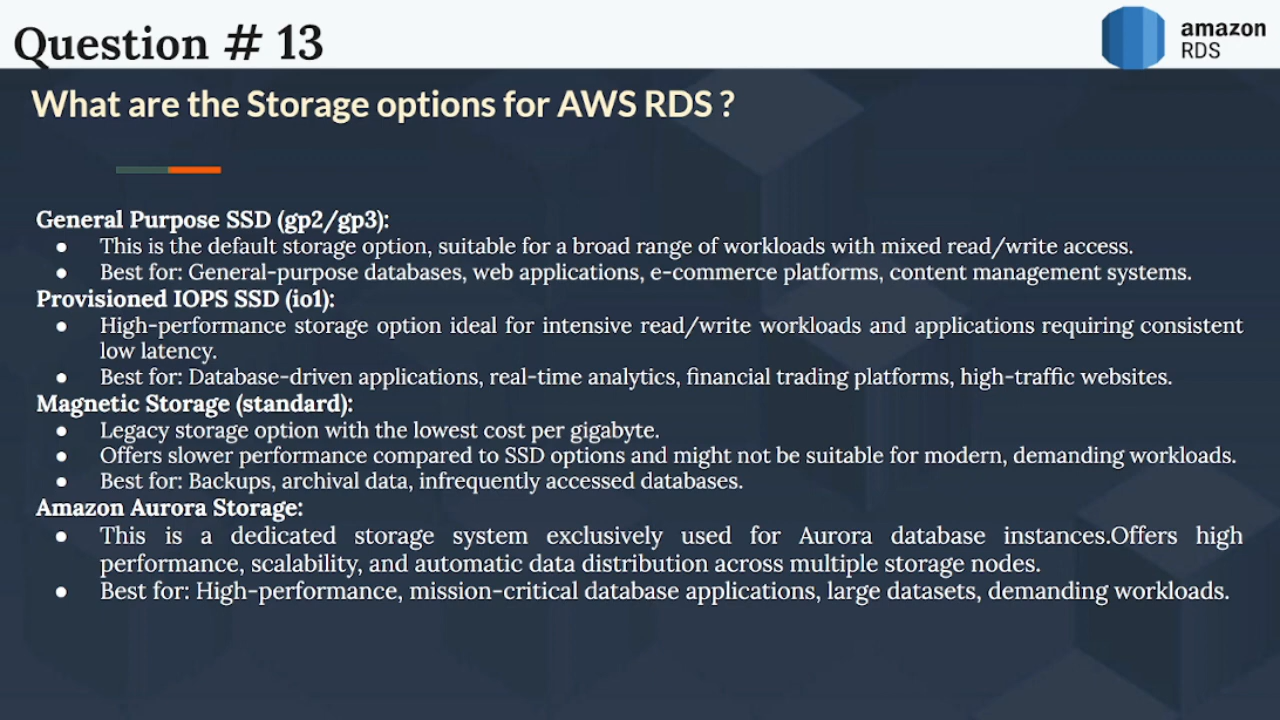 Question # 13
amazon
RDS
What are the Storage options for AWS RDS ?
General Purpose SSD (gp2/gp3):
● This is the default storage option, suitable for a broad range of workloads with mixed read/write access.
● Best for: General-purpose databases, web applications, e-commerce platforms, content management systems.
Provisioned IOPS SSD (io1):
● High-performance storage option ideal for intensive read/write workloads and applications requiring consistent
low latency.
● Best for: Database-driven applications, real-time analytics, financial trading platforms, high-traffic websites.
Magnetic Storage (standard):
● Legacy storage option with the lowest cost per gigabyte.
● Offers slower performance compared to SSD options and might not be suitable for modern, demanding workloads.
● Best for: Backups, archival data, infrequently accessed databases.
Amazon Aurora Storage:
● This is a dedicated storage system exclusively used for Aurora database instances.Offers high
performance, scalability, and automatic data distribution across multiple storage nodes.
● Best for: High-performance, mission-critical database applications, large datasets, demanding workloads.